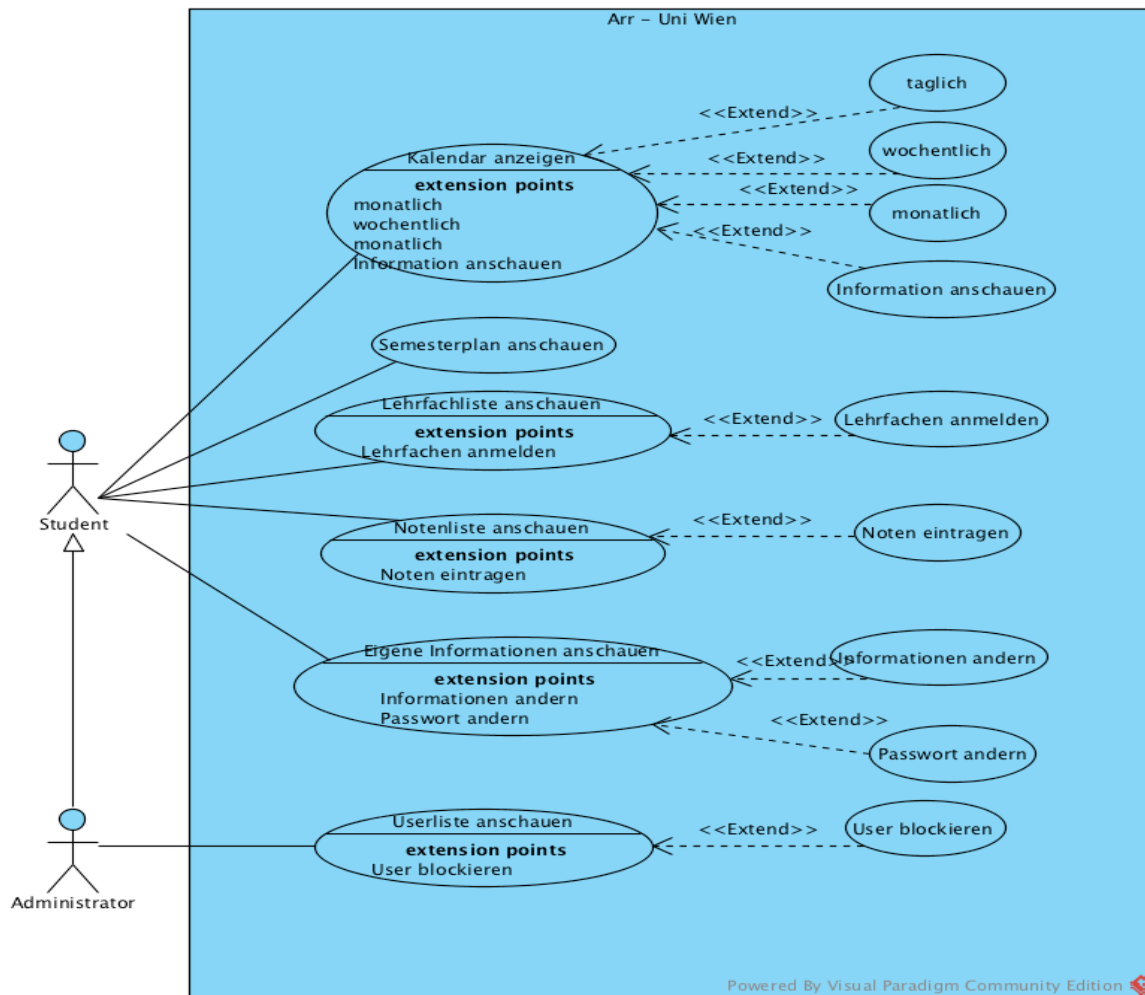 Arr - Uni Wien
taglich
<<Extend>>
wochentlich
<<Extend>>
Kalendar anzeigen
extension points
monatlich
wochentlich
monatlich
Information anschauen
<<Extend>>
monatlich
<<Extend>>
Information anschauen
Semesterplan anschauen
Lehrfachliste anschauen
extension points
Lehrfachen anmelden
<<Extend>>
Lehrfachen anmelden
Student
Notenliste anschauen
extension points
Noten eintragen
<<Extend>>
Noten eintragen
Eigene Informationen anschauen
extension points
Informationen andern
Passwort andern
<<Extend>>
Informationen andern
<<Extend>>
Passwort andern
Administrator
Userliste anschauen
extension points
User blockieren
<<Extend>>
User blockieren
Powered By Visual Paradigm Community Edition